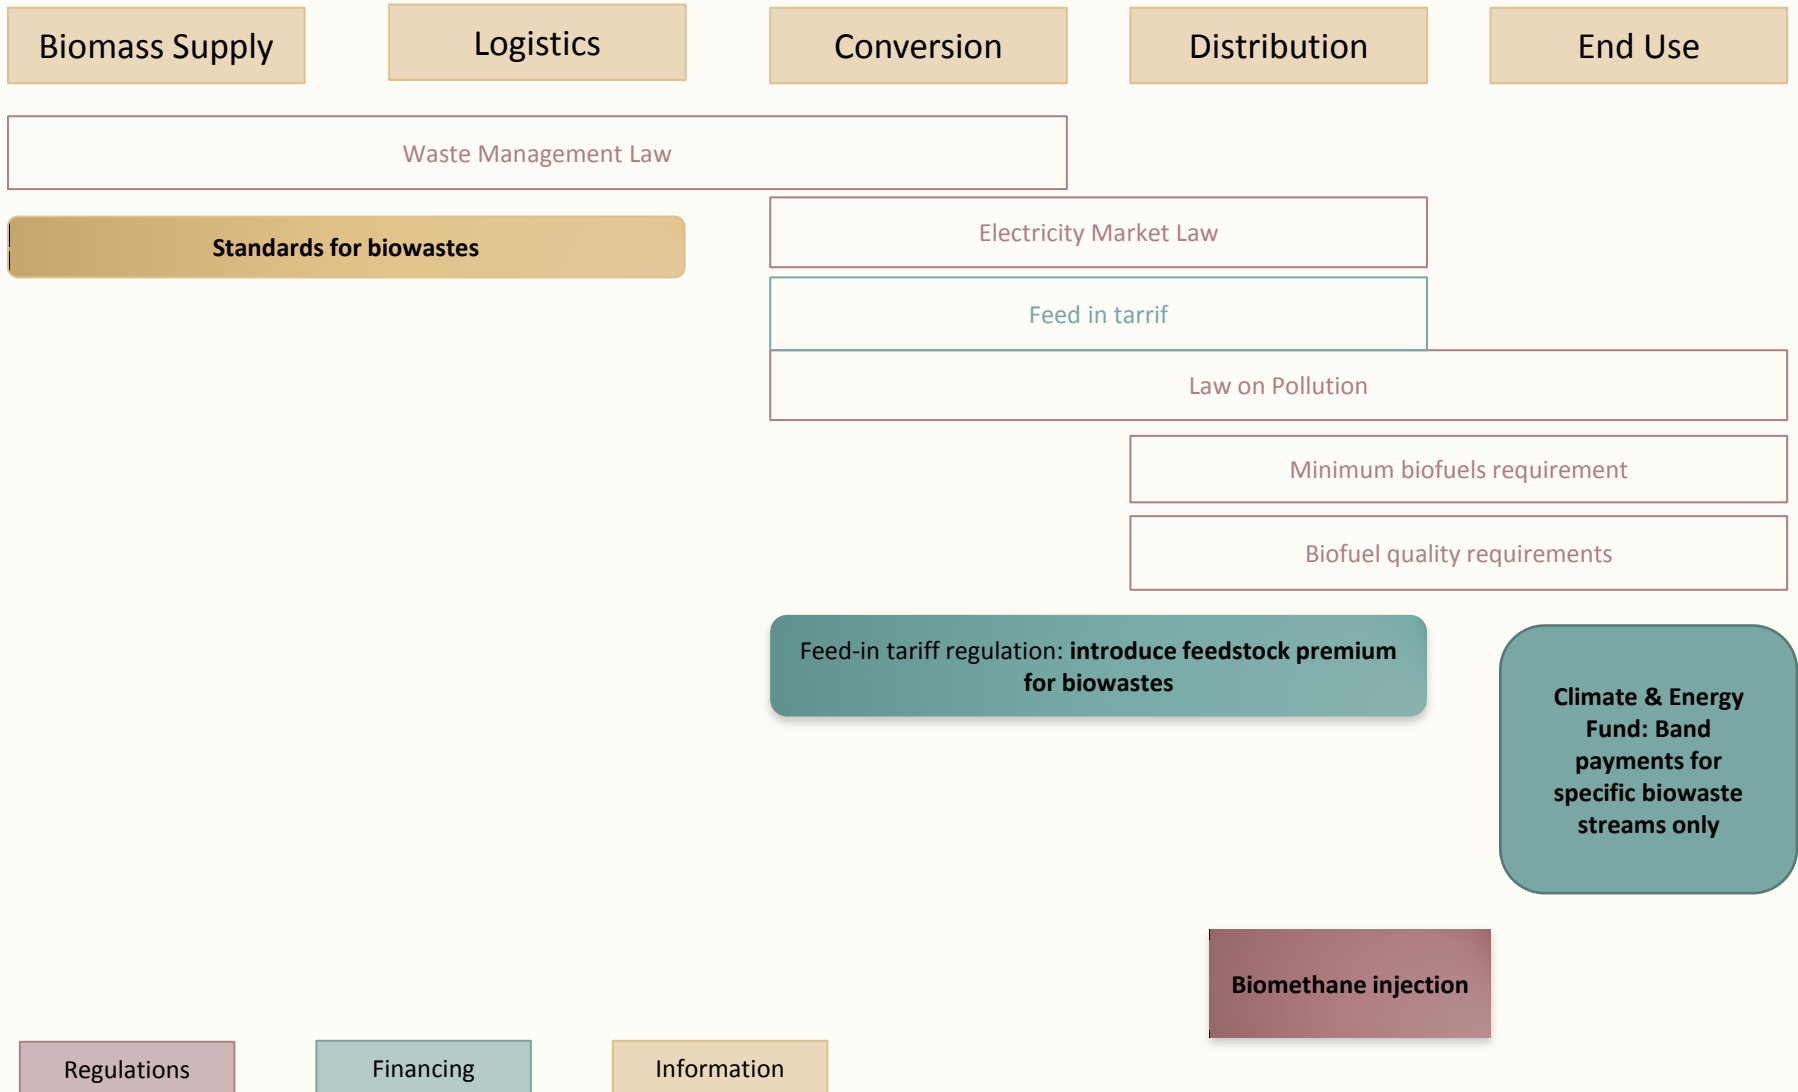 Biomass Supply
Logistics
Conversion
Distribution
End Use
Waste Management Law
Standards for biowastes
Electricity Market Law
Feed in tarrif
Law on Pollution
Minimum biofuels requirement
Biofuel quality requirements
Feed-in tariff regulation: introduce feedstock premium
for biowastes
Climate & Energy
Fund: Band
payments for
specific biowaste
streams only
Biomethane injection
Regulations
Financing
Information